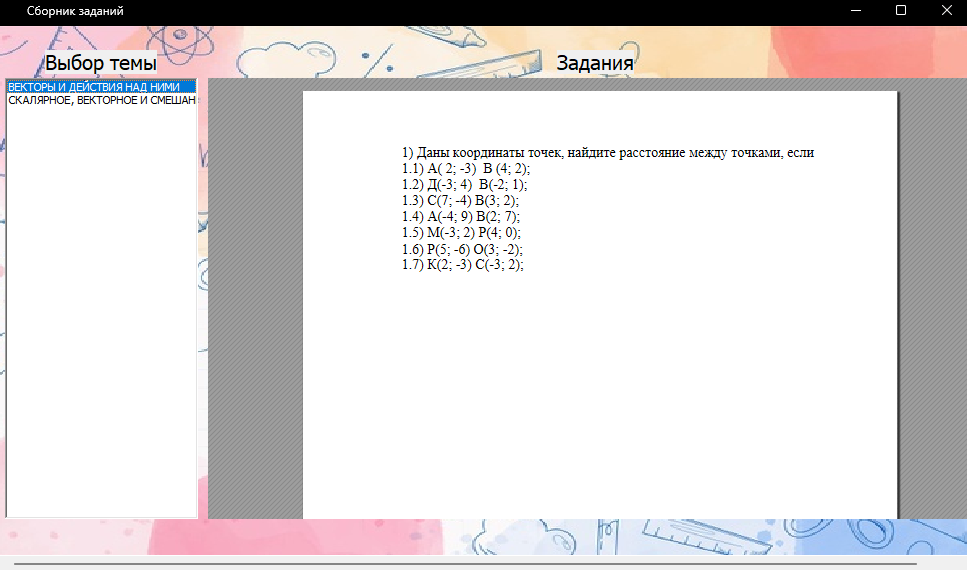 Сборник заданий
Выбор темы
Задания
ВЕКТОРЫ И ДЕЙСТВИЯ НАД НИМИ
СКАЛЯРНОЕ, ВЕКТОРНОЕ И СМЕШАН
1) Даны координаты точек, найдите расстояние между точками, если
1.1) А( 2; -3)  В (4; 2);
1.2) Д(-3; 4)  В(-2; 1);
1.3) С(7; -4) В(3; 2);
1.4) А(-4; 9) В(2; 7);
1.5) М(-3; 2) Р(4; 0);
1.6) Р(5; -6) О(3; -2);
1.7) К(2; -3) С(-3; 2);